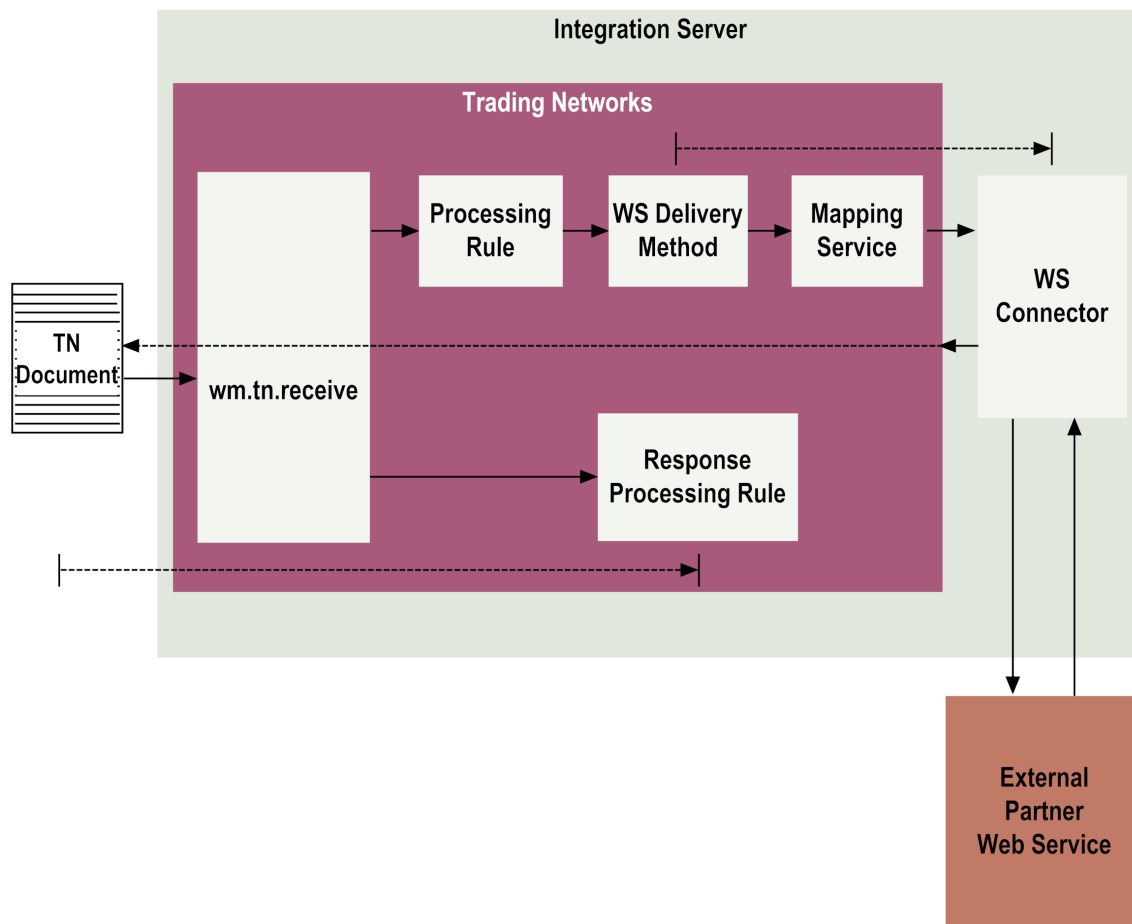 Integration Server
Trading Networks
Processing
Rule
WS Delivery
Method
Mapping
Service
WS
Connector
TN
Document
wm.tn.receive
Response
Processing Rule
External
Partner
Web Service